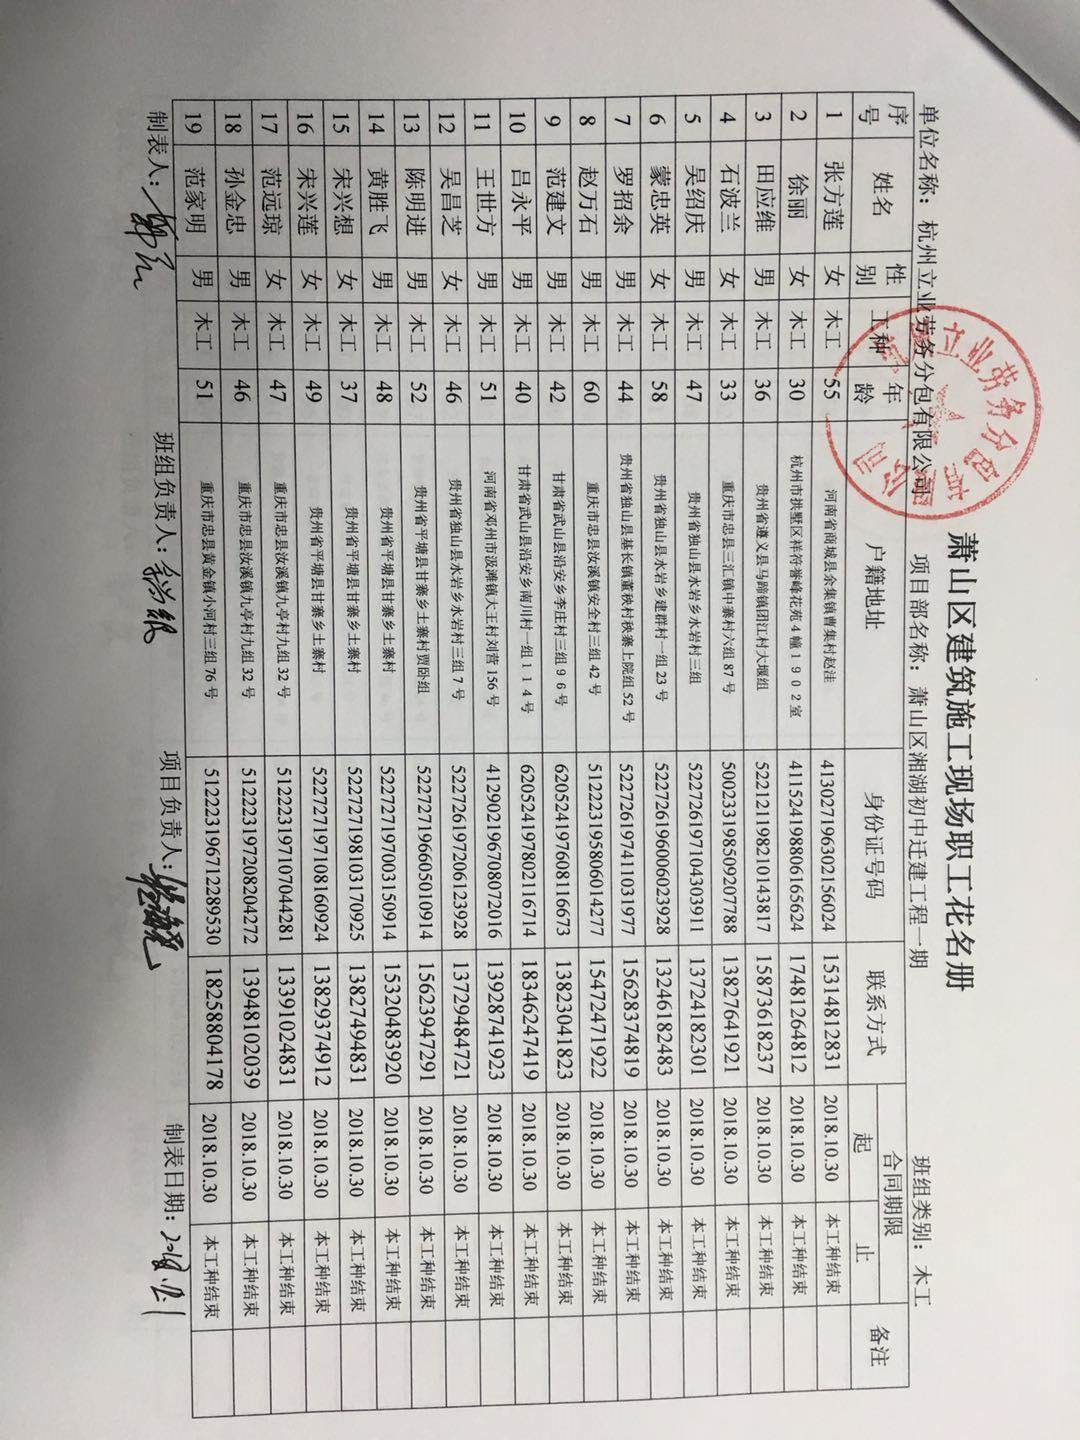 萧山区建筑施工现场职工花名册
单位名称：杭州立业劳务分包有限公司 项目部名称：萧山区湘湖初中迁建工程一期 班组类别：木工
序号 姓名 性别 工种 年龄 户籍地址 身份证号码 联系方式 合同期限 备注
起 止
1 张方莲 女 木工 55 河南省商城县余集镇曹集村赵洼 413027196302156024 15314812831 2018.10.30 本工种结束
2 徐丽 女 木工 30 杭州市拱墅区祥符誉峰花苑4幢1902室 411524198806165624 17481264812 2018.10.30 本工种结束
3 田应维 男 木工 36 贵州省遵义县马蹄镇团江村大堰组 522121198210143817 15873618237 2018.10.30 本工种结束
4 石波兰 女 木工 33 重庆市忠县三汇镇中寨村六组87号 500233198509207788 13827641921 2018.10.30 本工种结束
5 吴绍庆 男 木工 47 贵州省独山县水岩乡水岩村三组 522726197104303911 13724182301 2018.10.30 本工种结束
6 蒙忠英 女 木工 58 贵州省独山县水岩乡建群村一组23号 522726196006023928 13246182483 2018.10.30 本工种结束
7 罗招余 男 木工 44 贵州省独山县基长镇董秧村秧寨上院组52号 522726197411031977 15628374819 2018.10.30 本工种结束
8 赵万石 男 木工 60 重庆市忠县汝溪镇安全村三组42号 512223195806014277 15472471922 2018.10.30 本工种结束
9 范建文 男 木工 42 甘肃省武山县沿安乡李庄村三组96号 620524197608116673 13823041823 2018.10.30 本工种结束
10 吕永平 男 木工 40 甘肃省武山县沿安乡南川村一组114号 620524197802116714 18346247419 2018.10.30 本工种结束
11 王世方 男 木工 51 河南省邓州市汲滩镇大王村刘营156号 412902196708072016 13928741923 2018.10.30 本工种结束
12 吴昌芝 女 木工 46 贵州省独山县水岩乡水岩村三组7号 522726197206123928 13729484721 2018.10.30 本工种结束
13 陈明进 男 木工 52 贵州省平塘县甘寨乡土寨村贾卧组 522727196605010914 15623947291 2018.10.30 本工种结束
14 黄胜飞 男 木工 48 贵州省平塘县甘寨乡土寨村 522727197003150914 15320483920 2018.10.30 本工种结束
15 宋兴想 女 木工 37 贵州省平塘县甘寨乡土寨村 522727198103170925 13827494831 2018.10.30 本工种结束
16 宋兴莲 女 木工 49 贵州省平塘县甘寨乡土寨村 522727197108160924 13829374912 2018.10.30 本工种结束
17 范远琼 女 木工 47 重庆市忠县汝溪镇九亭村九组32号 512223197107044281 13391024831 2018.10.30 本工种结束
18 孙金忠 男 木工 46 重庆市忠县汝溪镇九亭村九组32号 512223197208204272 13948102039 2018.10.30 本工种结束
19 范家明 男 木工 51 重庆市忠县黄金镇小河村三组76号 512223196712289530 18258804178 2018.10.30 本工种结束
制表人： 班组负责人： 项目负责人： 制表日期：